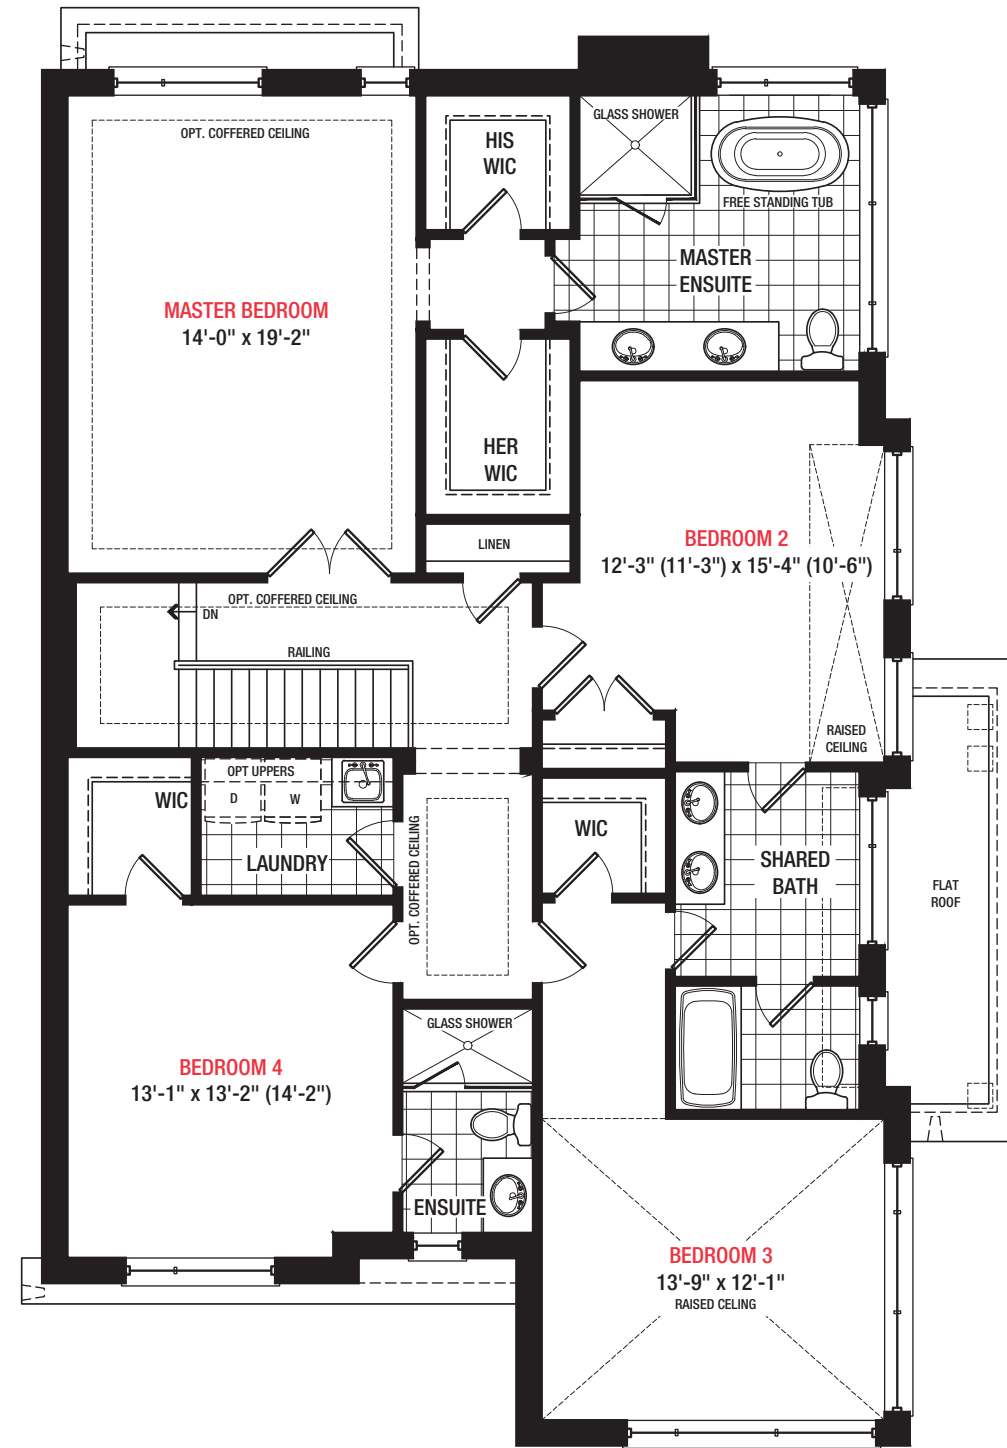 OPT. COFFERED CEILING
HIS
WIC
GLASS SHOWER
FREE STANDING TUB
MASTER
ENSUITE
MASTER BEDROOM
14'-0" x 19'-2"
HER
WIC
LINEN
BEDROOM 2
12'-3" (11'-3") x 15'-4" (10'-6")
OPT. COFFERED CEILING
DN
RAILING
RAISED
CEILING
OPT UPPERS
D
W
WIC
LAUNDRY
OPT. COFFERED CEILING
WIC
SHARED
BATH
FLAT
ROOF
GLASS SHOWER
BEDROOM 4
13'-1" x 13'-2" (14'-2")
ENSUITE
BEDROOM 3
13'-9" x 12'-1"
RAISED CELING